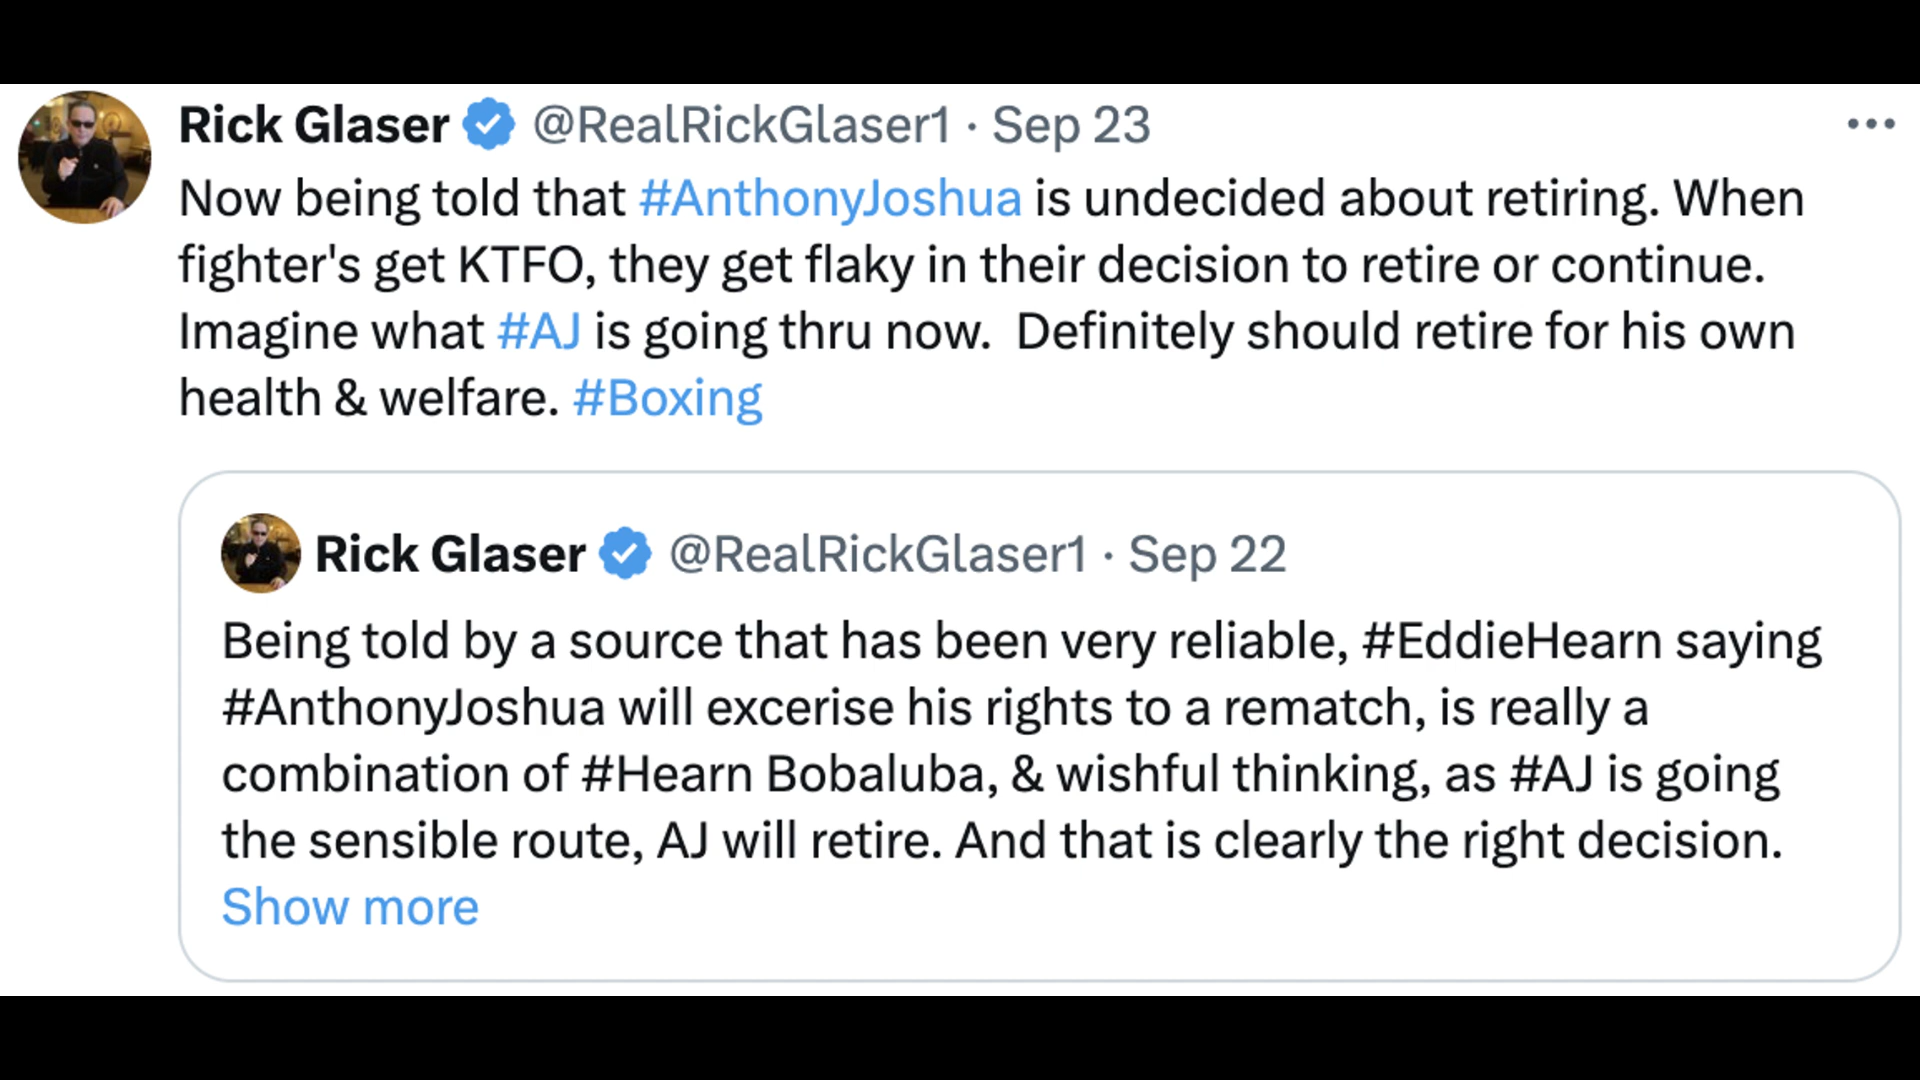 Rick Glaser @RealRickGlaser1 · Sep 23
Now being told that #AnthonyJoshua is undecided about retiring. When
fighter's get KTFO, they get flaky in their decision to retire or continue.
Imagine what #AJ is going thru now.  Definitely should retire for his own
health & welfare. #Boxing
Rick Glaser @RealRickGlaser1 · Sep 22
Being told by a source that has been very reliable, #EddieHearn saying
#AnthonyJoshua will excerise his rights to a rematch, is really a
combination of #Hearn Bobaluba, & wishful thinking, as #AJ is going
the sensible route, AJ will retire. And that is clearly the right decision.
Show more